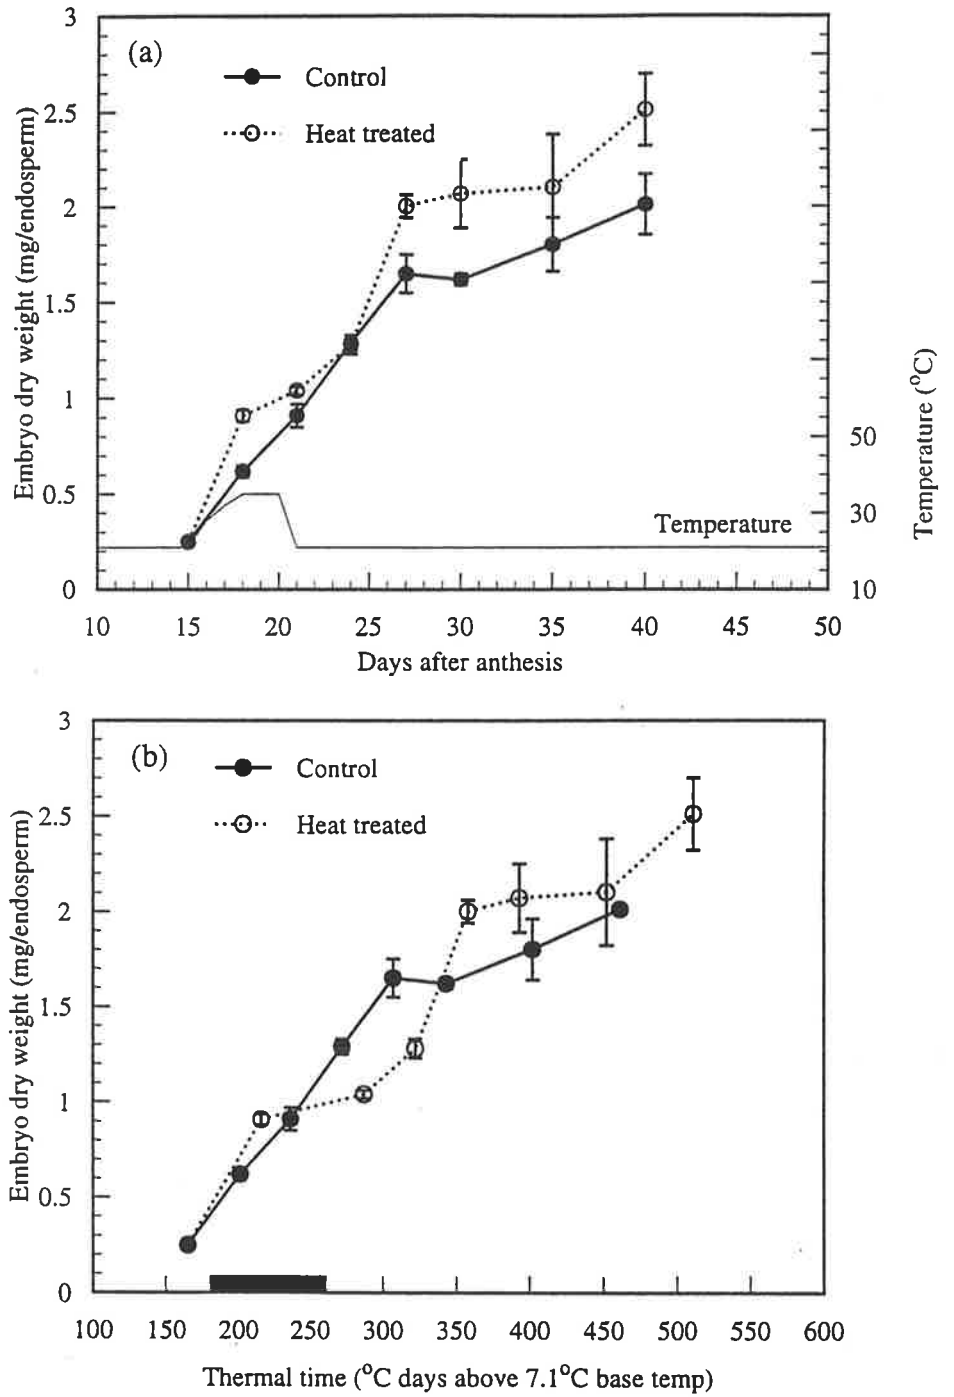 (a)
Control
Heat treated
3
2.5
2
1.5
1
0.5
0
Embryo dry weight (mg/endosperm)
50
30
10
Temperature (°C)
Temperature
10 15 20 25 30 35 40 45 50
Days after anthesis
(b)
Control
Heat treated
3
2.5
2
1.5
1
0.5
0
Embryo dry weight (mg/endosperm)
100 150 200 250 300 350 400 450 500 550 600
Thermal time (°C days above 7.1°C base temp)